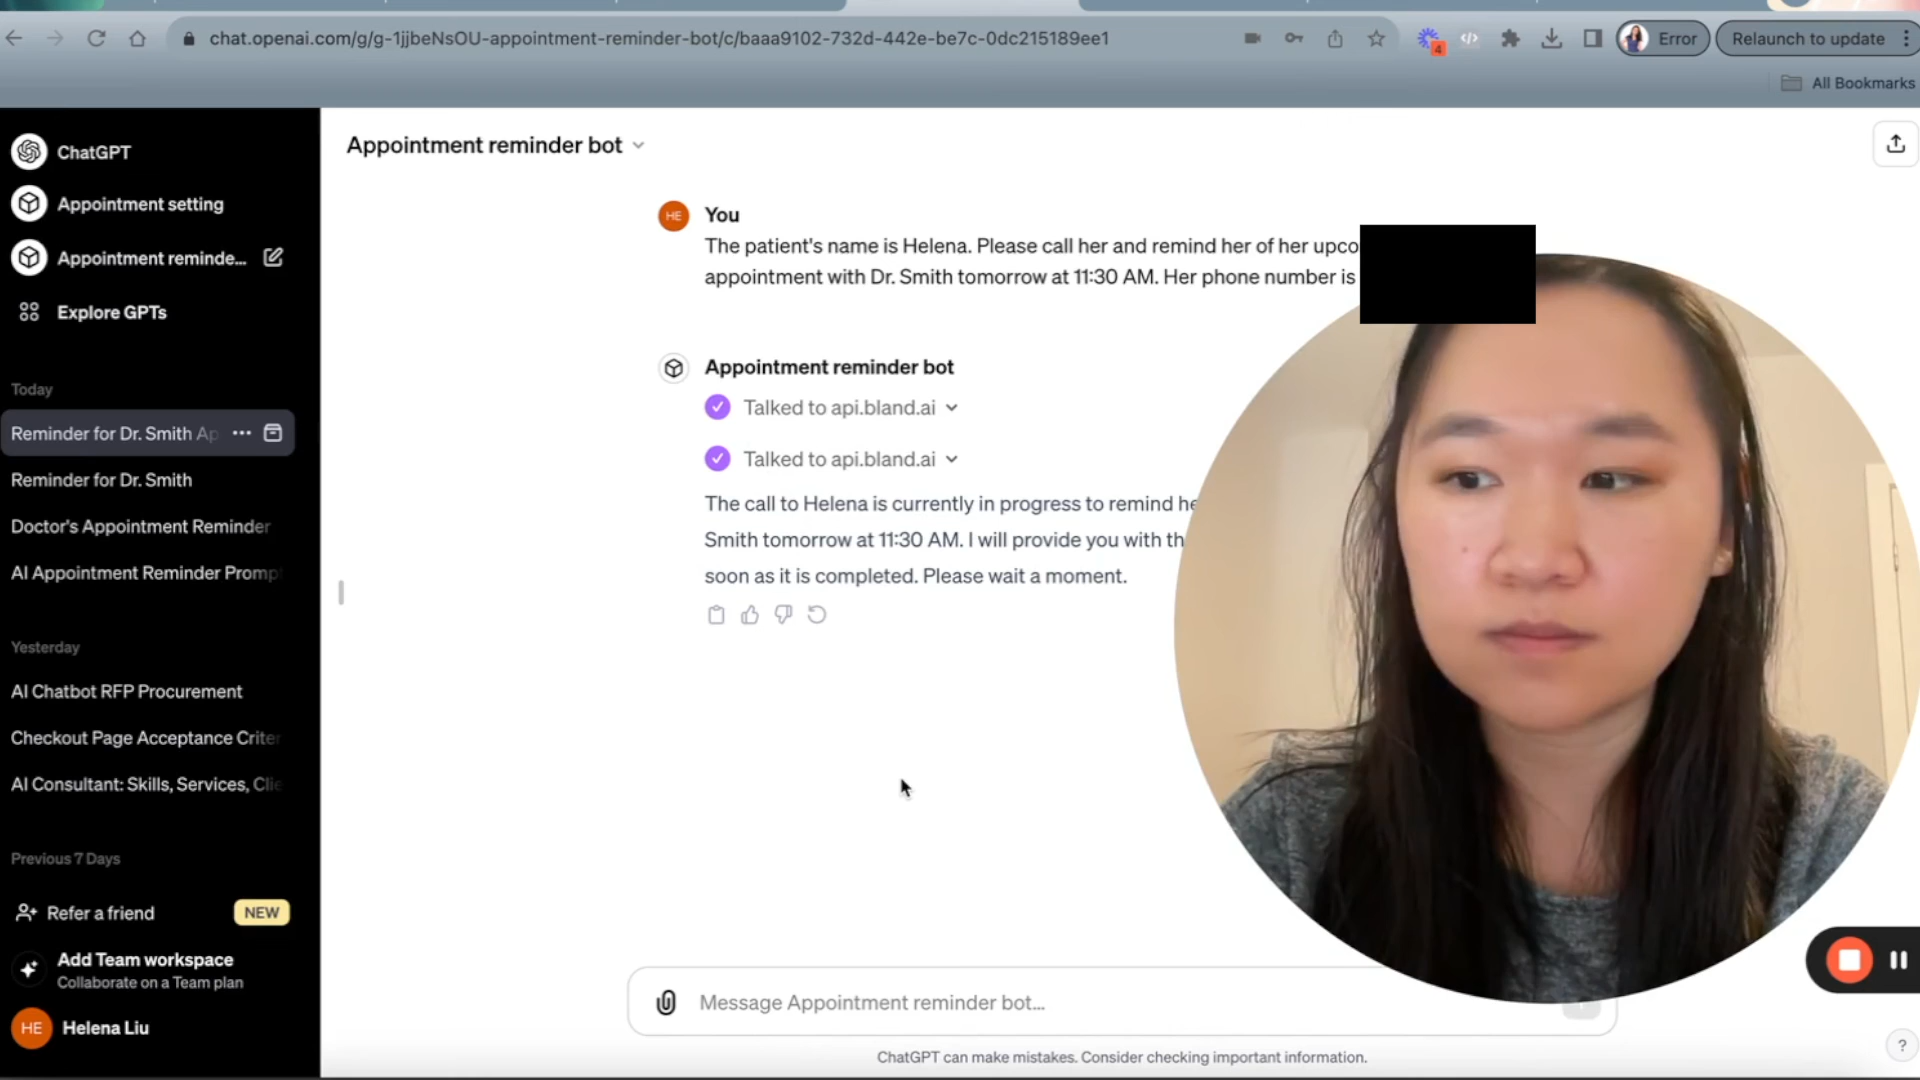 chat.openai.com/g/g-1jjbeNsOU-appointment-reminder-bot/c/baaa9102-732d-442e-be7c-0dc215189ee1
4
Error
Relaunch to update
All Bookmarks
ChatGPT
Appointment setting
Appointment reminde...
Explore GPTs
Today
Reminder for Dr. Smith Ap
Reminder for Dr. Smith
Doctor's Appointment Reminder
AI Appointment Reminder Promp
Yesterday
AI Chatbot RFP Procurement
Checkout Page Acceptance Crite
AI Consultant: Skills, Services, Clie
Previous 7 Days
Refer a friend
NEW
Add Team workspace
Collaborate on a Team plan
HE
Helena Liu
Appointment reminder bot
HE
You
The patient's name is Helena. Please call her and remind her of her upco
appointment with Dr. Smith tomorrow at 11:30 AM. Her phone number is
Appointment reminder bot
Talked to api.bland.ai
Talked to api.bland.ai
The call to Helena is currently in progress to remind he
Smith tomorrow at 11:30 AM. I will provide you with th
soon as it is completed. Please wait a moment.
Message Appointment reminder bot...
ChatGPT can make mistakes. Consider checking important information.
?